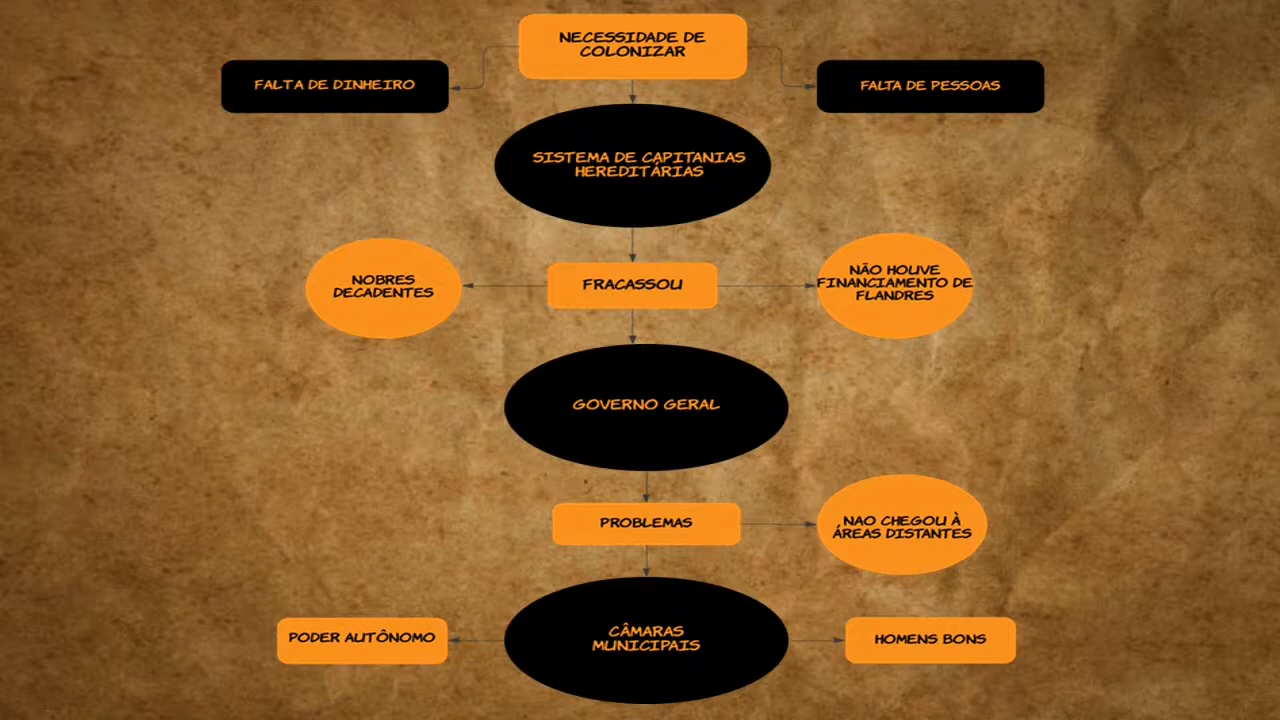 NECESSIDADE DE
COLONIZAR
FALTA DE DINHEIRO
FALTA DE PESSOAS
SISTEMA DE CAPITANIAS
HEREDITÁRIAS
NOBRES
DECADENTES
FRACASSOU
NÃO HOUVE
FINANCIAMENTO DE
FLANDRES
GOVERNO GERAL
PROBLEMAS
NAO CHEGOU À
ÁREAS DISTANTES
PODER AUTÔNOMO
CÂMARAS
MUNICIPAIS
HOMENS BONS